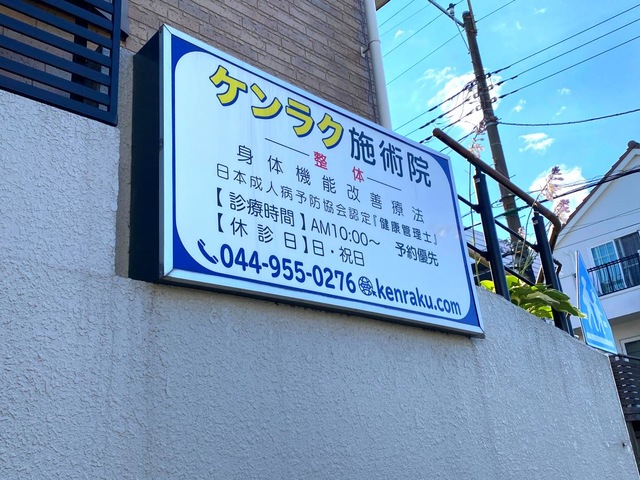 ケンラク施術院
整体
身体機能改善療法
日本成人病予防協会認定『健康管理士』
【診療時間】AM10:00～ 予約優先
【休診日】日・祝日
044-955-0276 kenraku.com